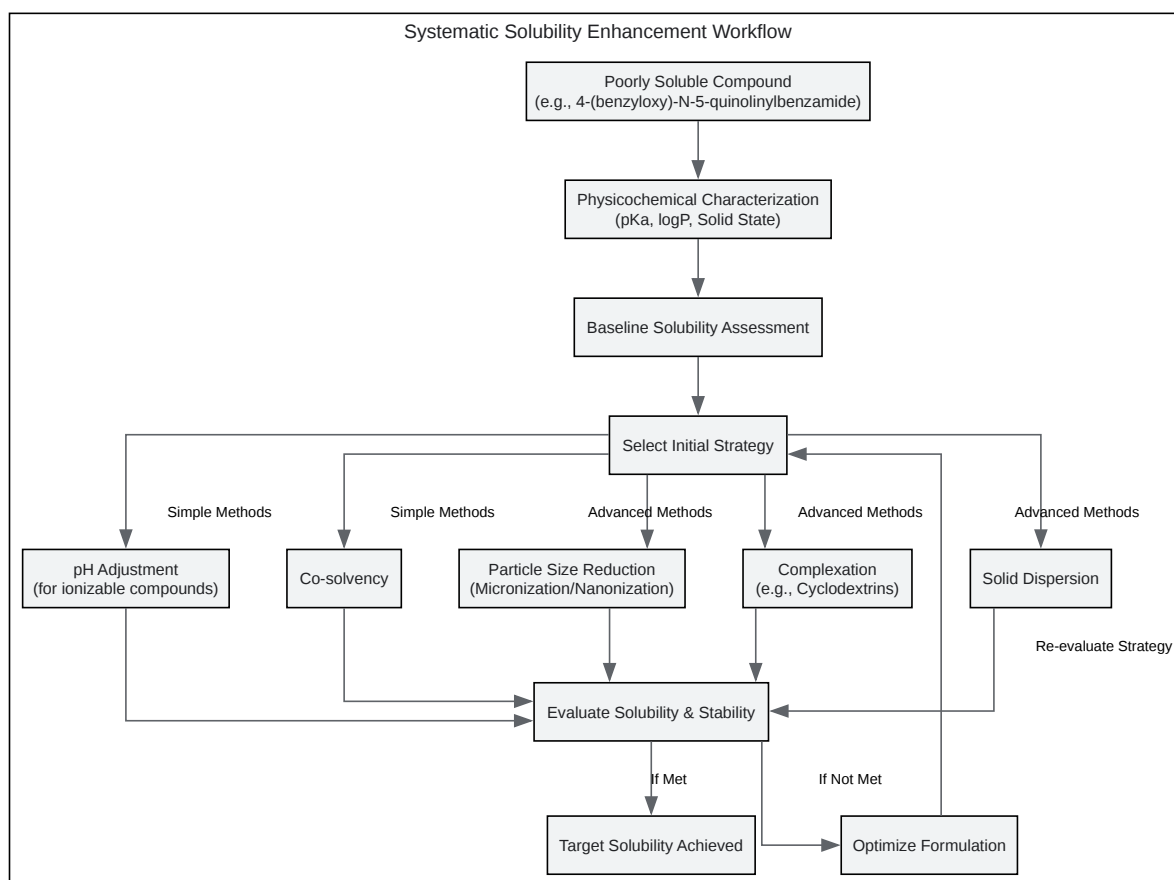 Systematic Solubility Enhancement Workflow
Poorly Soluble Compound
(e.g., 4-(benzyloxy)-N-5-quinolinylbenzamide)
Physicochemical Characterization
(pKa, logP, Solid State)
Baseline Solubility Assessment
Select Initial Strategy
Simple Methods
Simple Methods
Advanced Methods
Advanced Methods
Advanced Methods
pH Adjustment
(for ionizable compounds)
Co-solvency
Particle Size Reduction
(Micronization/Nanonization)
Complexation
(e.g., Cyclodextrins)
Solid Dispersion
Re-evaluate Strategy
Evaluate Solubility & Stability
If Met
If Not Met
Target Solubility Achieved
Optimize Formulation